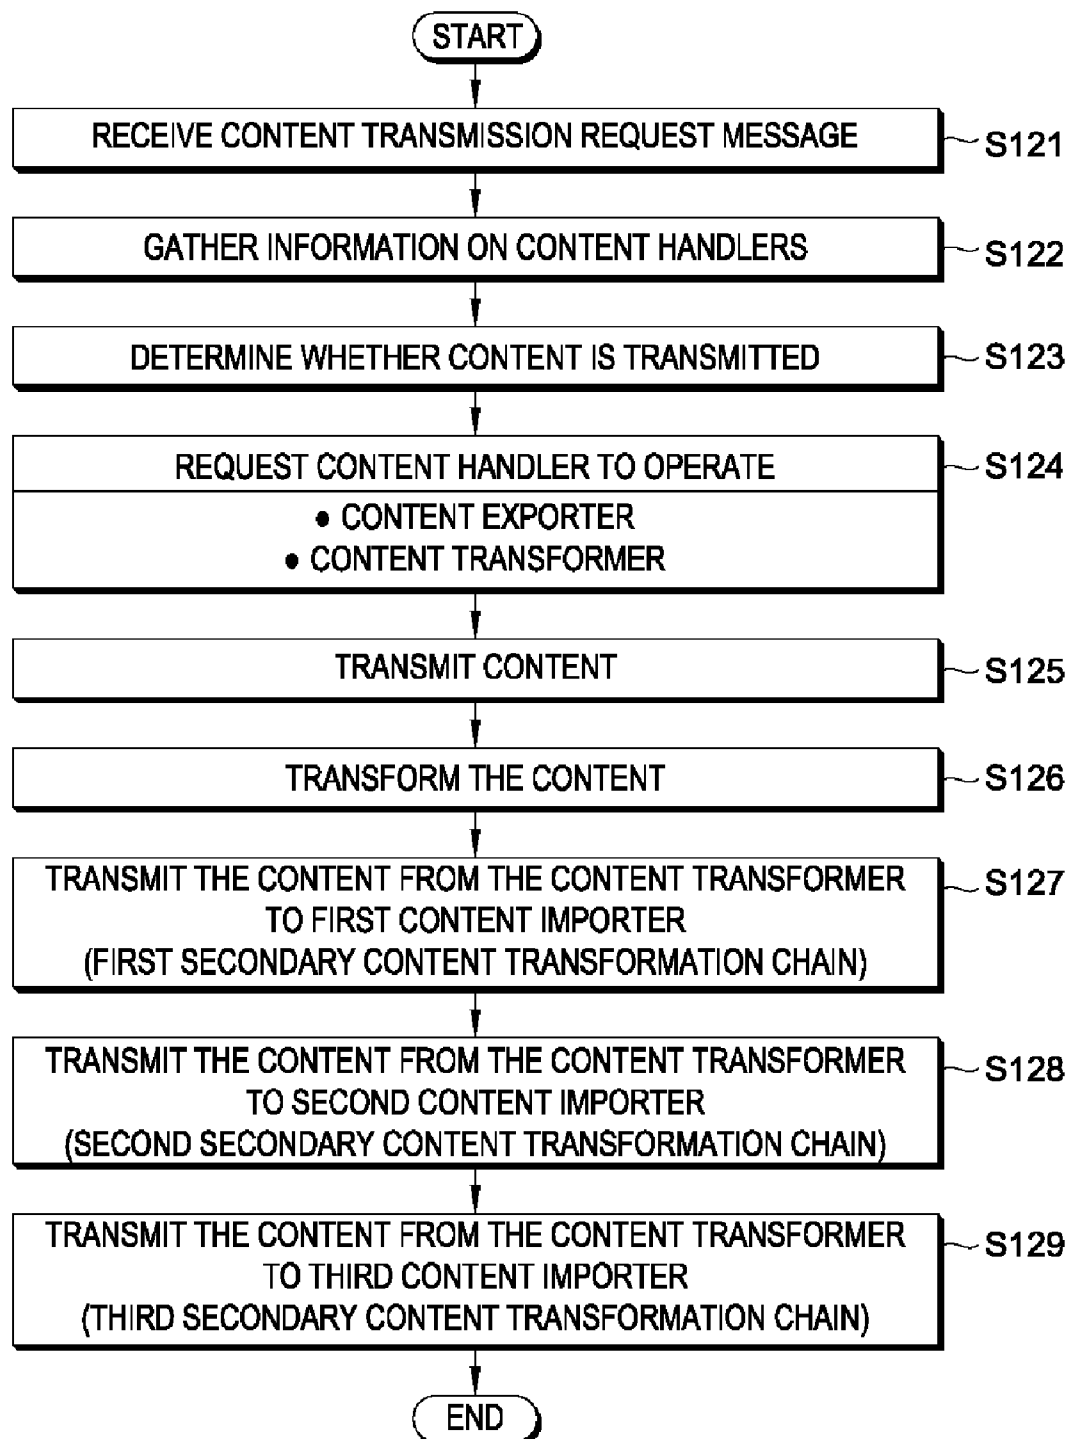 START
RECEIVE CONTENT TRANSMISSION REQUEST MESSAGE
S121
GATHER INFORMATION ON CONTENT HANDLERS
S122
DETERMINE WHETHER CONTENT IS TRANSMITTED
S123
REQUEST CONTENT HANDLER TO OPERATE
S124
• CONTENT EXPORTER
• CONTENT TRANSFORMER
TRANSMIT CONTENT
S125
TRANSFORM THE CONTENT
S126
TRANSMIT THE CONTENT FROM THE CONTENT TRANSFORMER
TO FIRST CONTENT IMPORTER
(FIRST SECONDARY CONTENT TRANSFORMATION CHAIN)
S127
TRANSMIT THE CONTENT FROM THE CONTENT TRANSFORMER
TO SECOND CONTENT IMPORTER
(SECOND SECONDARY CONTENT TRANSFORMATION CHAIN)
S128
TRANSMIT THE CONTENT FROM THE CONTENT TRANSFORMER
TO THIRD CONTENT IMPORTER
(THIRD SECONDARY CONTENT TRANSFORMATION CHAIN)
S129
END